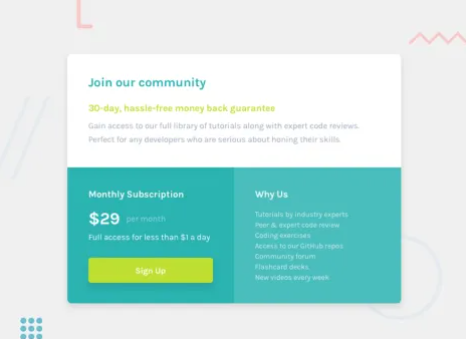 Join our community
30-day, hassle-free money back guarantee
Gain access to our full library of tutorials along with expert code reviews.
Perfect for any developers who are serious about honing their skills.
Monthly Subscription
$29 per month
Full access for less than $1 a day
Sign Up
Why Us
Tutorials by industry experts
Peer & expert code review
Coding exercises
Access to our GitHub repos
Community forum
Flashcard decks
New videos every week